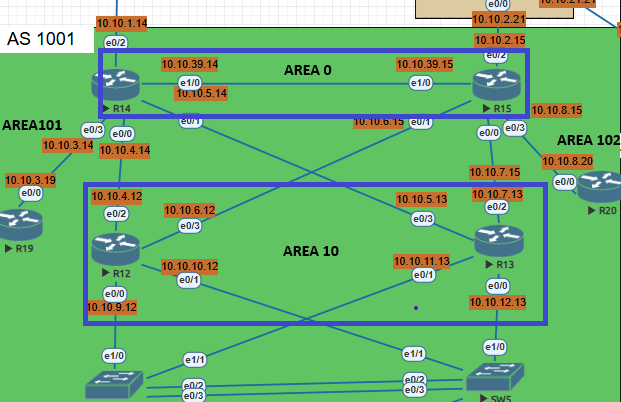 e0/0
10.10.1.14
10.10.2.21
AS 1001
e0/2
10.10.2.15
e0/2
10.10.39.14
AREA 0
10.10.39.15
e1/0
e1/0
10.10.5.14
R14
R15
10.10.8.15
e0/1
10.10.6.15
e0/1
AREA101
e0/3
e0/0
e0/0
e0/3
AREA 102
10.10.3.14
10.10.4.14
10.10.8.20
10.10.7.15
10.10.3.19
e0/0
e0/0
10.10.4.12
10.10.5.13
10.10.7.13
e0/2
10.10.6.12
e0/2
R20
e0/3
e0/3
R19
AREA 10
R12
10.10.10.12
10.10.11.13
R13
e0/1
e0/1
e0/0
e0/0
10.10.9.12
10.10.12.13
e1/0
e1/1
e1/1
e1/0
e0/2
e0/2
e0/3
e0/3
SW5